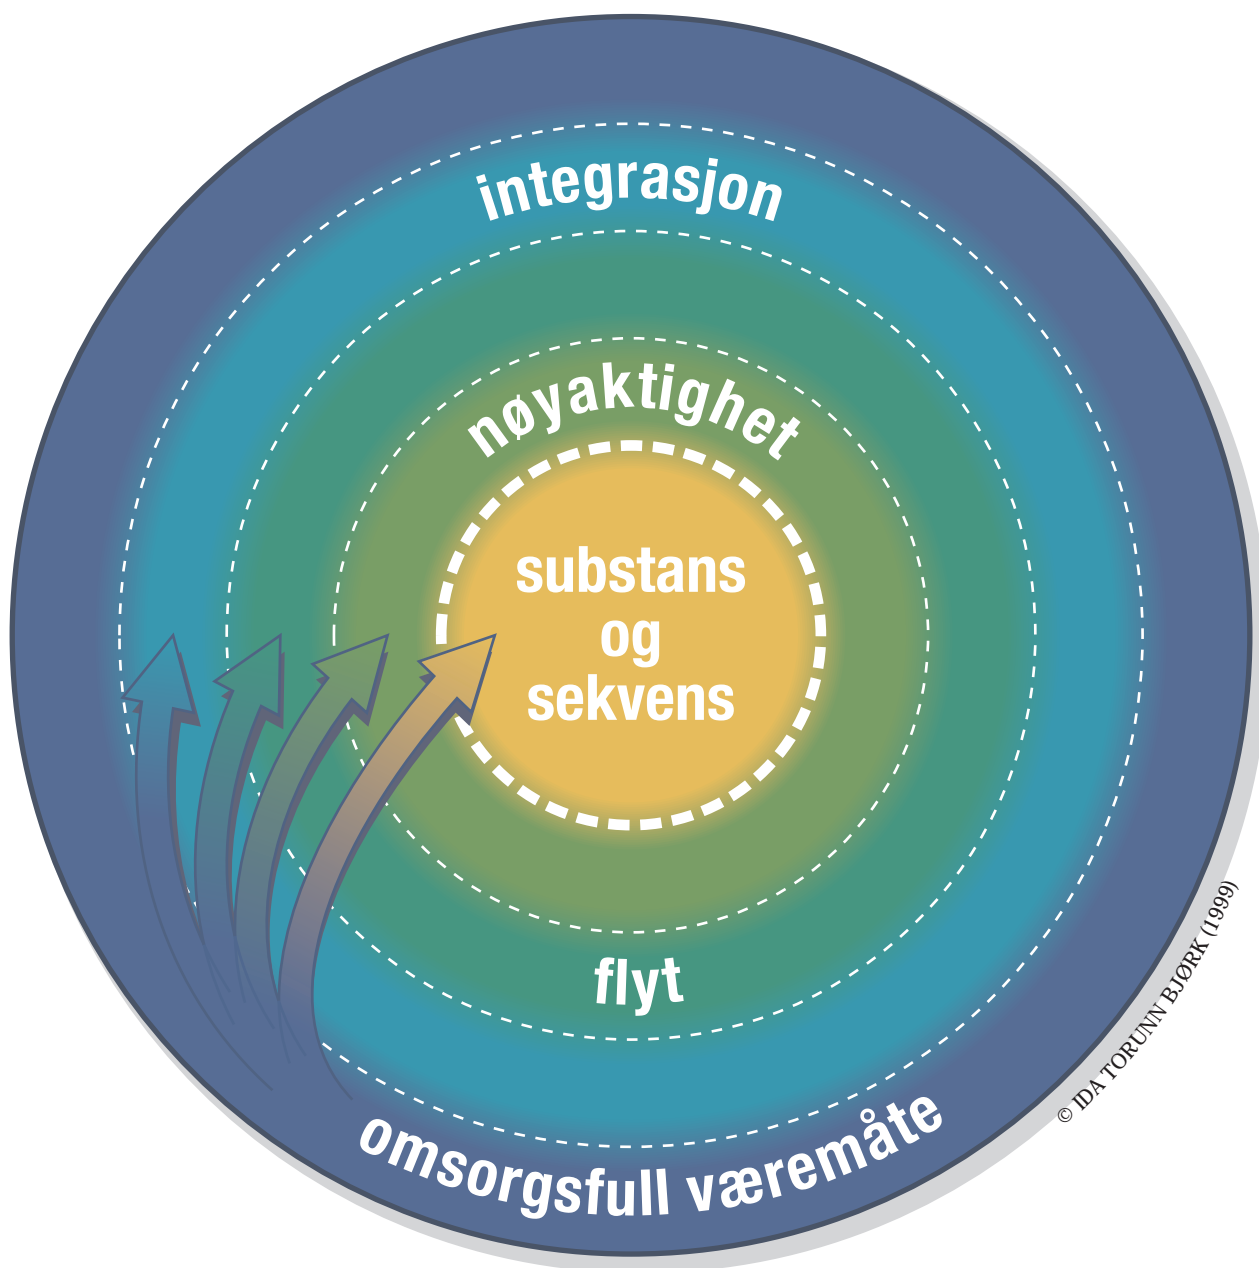 integrasjon
nøyaktighet
substans
og
sekvens
flyt
omsorgsfull væremåte
© IDA TORUNN BJØRK (1999)